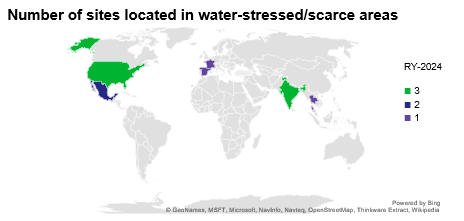 Number of sites located in water-stressed/scarce areas
RY-2024
3
2
1
Powered by Bing
© GeoNames, MSFT, Microsoft, NavInfo, Navteq, OpenStreetMap, Thinkware Extract, Wikipedia